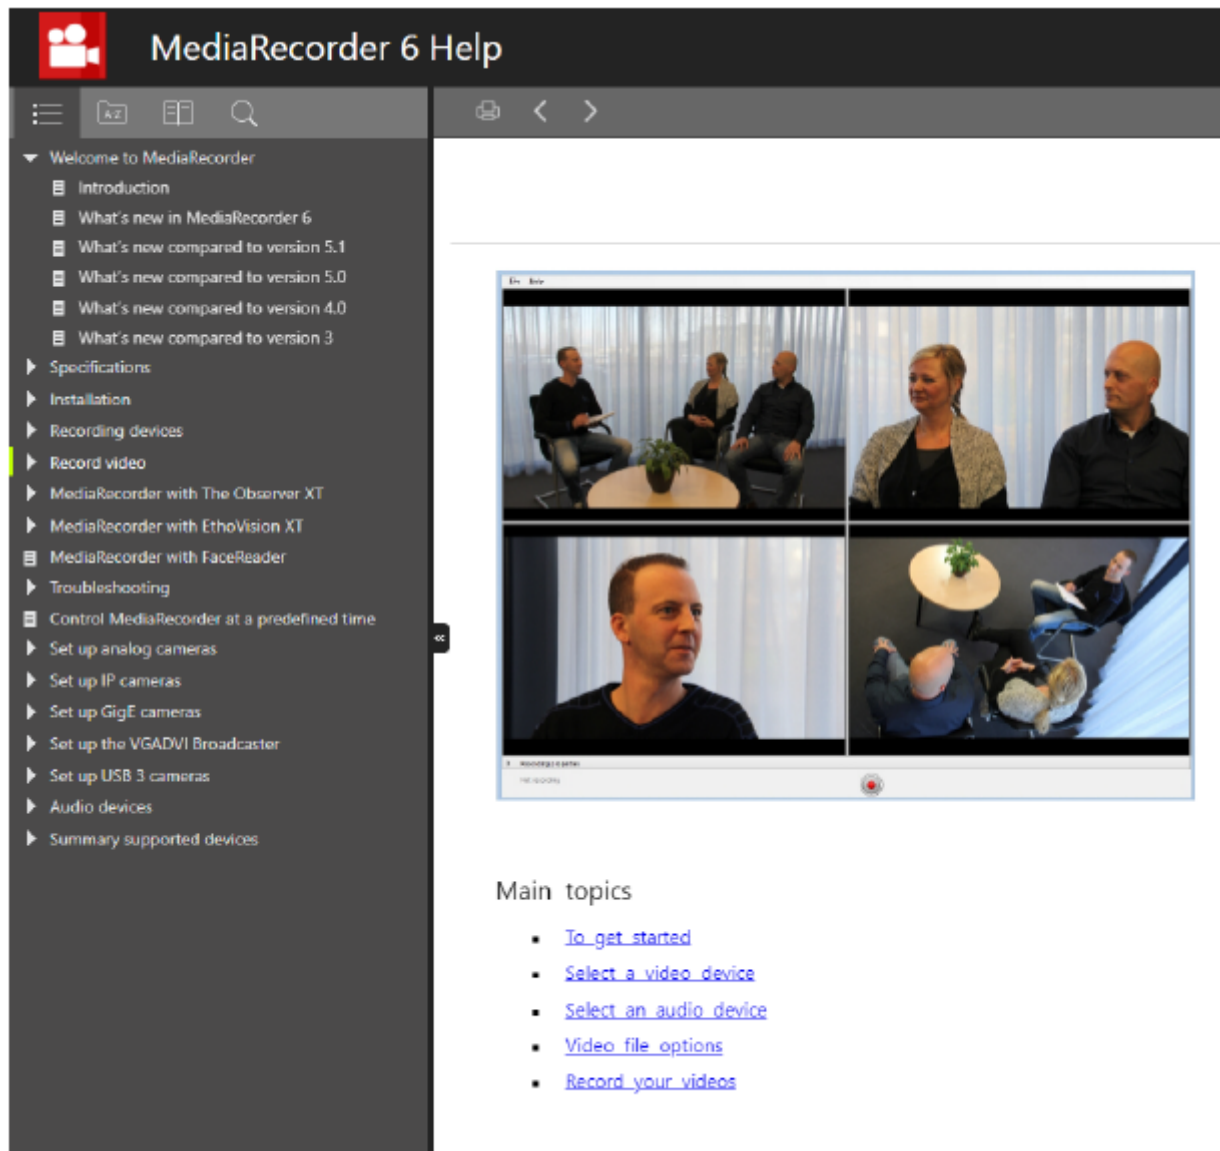 MediaRecorder 6 Help
A-Z
Welcome to MediaRecorder
Introduction
What's new in MediaRecorder 6
What's new compared to version 5.1
What's new compared to version 5.0
What's new compared to version 4.0
What's new compared to version 3
Specifications
Installation
Recording devices
Record video
MediaRecorder with The Observer XT
MediaRecorder with EthoVision XT
MediaRecorder with FaceReader
Troubleshooting
Control MediaRecorder at a predefined time
Set up analog cameras
Set up IP cameras
Set up GigE cameras
Set up the VGADVI Broadcaster
Set up USB 3 cameras
Audio devices
Summary supported devices
Main topics
To get started
Select a video device
Select an audio device
Video file options
Record your videos